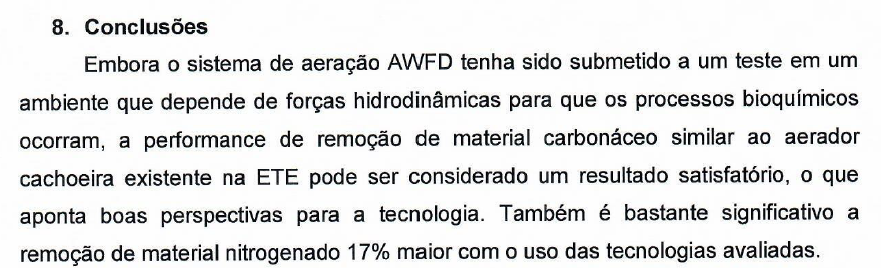 8. Conclusões
Embora o sistema de aeração AWFD tenha sido submetido a um teste em um
ambiente que depende de forças hidrodinâmicas para que os processos bioquímicos
ocorram, a performance de remoção de material carbonáceo similar ao aerador
cachoeira existente na ETE pode ser considerado um resultado satisfatório, o que
aponta boas perspectivas para a tecnologia. Também é bastante significativo a
remoção de material nitrogenado 17% maior com o uso das tecnologias avaliadas.